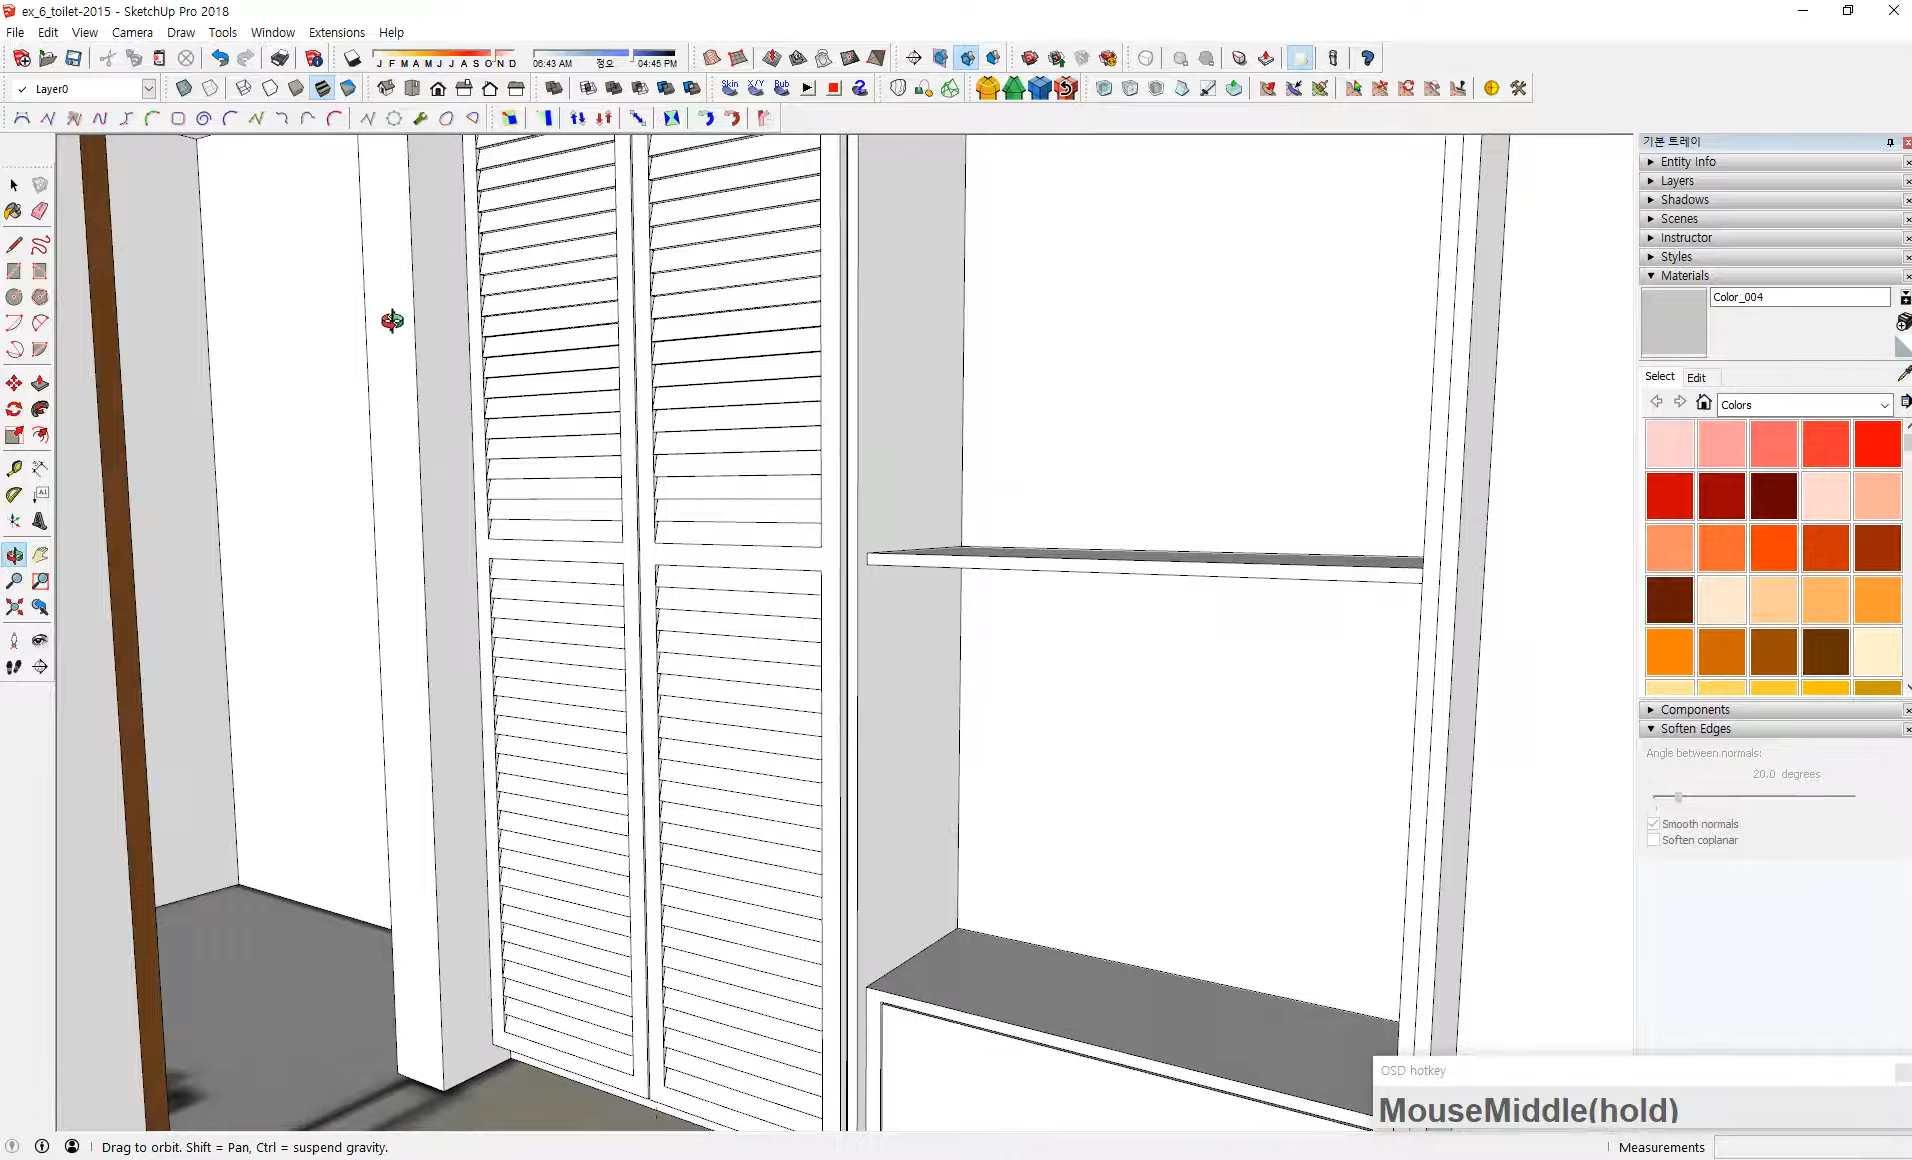 ex_6_toilet-2015 - SketchUp Pro 2018
File Edit View Camera Draw Tools Window Extensions Help
J F M A M J J A S O N D 06:43 AM 정오 04:45 PM
Layer0 Skin X/Y Bub
기본 트레이
Entity Info
Layers
Shadows
Scenes
Instructor
Styles
Materials
Color_004
Select Edit
Colors
Components
Soften Edges
Angle between normals:
20.0 degrees
Smooth normals
Soften coplanar
OSD hotkey
MouseMiddle(hold)
Drag to orbit. Shift = Pan, Ctrl = suspend gravity. Measurements